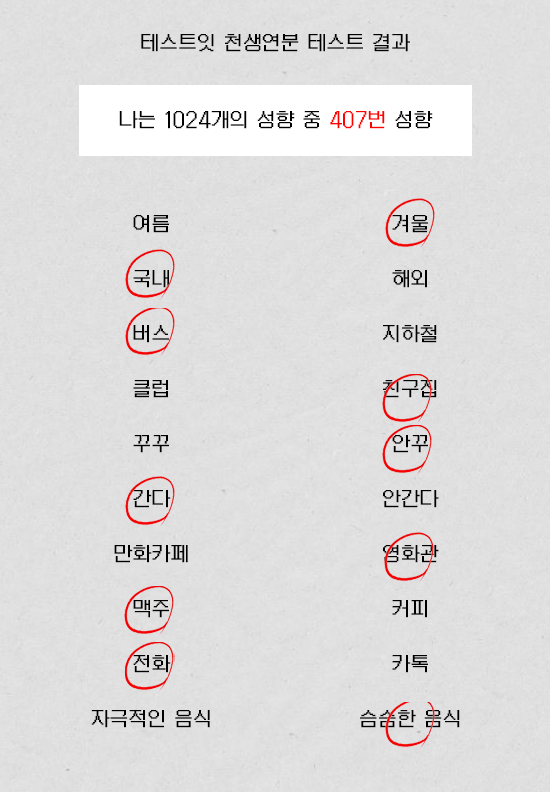 테스트잇 천생연분 테스트 결과
나는 1024개의 성향 중 407번 성향
여름 겨울
국내 해외
버스 지하철
클럽 친구집
꾸꾸 안꾸
간다 안간다
만화카페 영화관
맥주 커피
전화 카톡
자극적인 음식 슴슴한 음식